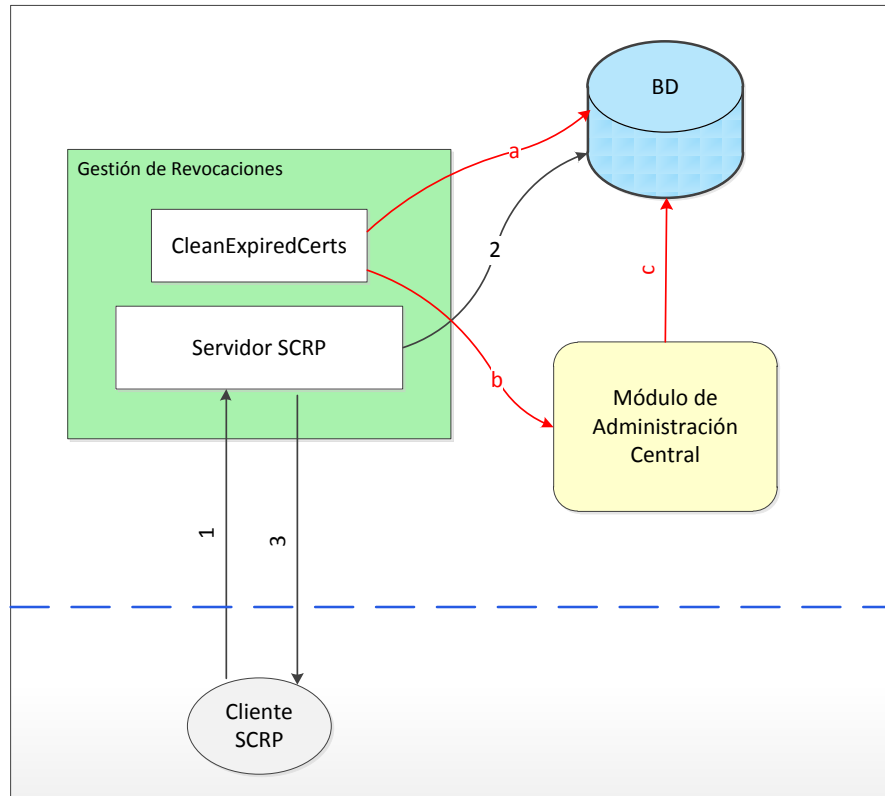 BD
Gestión de Revocaciones
a
CleanExpiredCerts
2
c
Servidor SCRP
b
Módulo de
Administración
Central
1
3
Cliente
SCRP